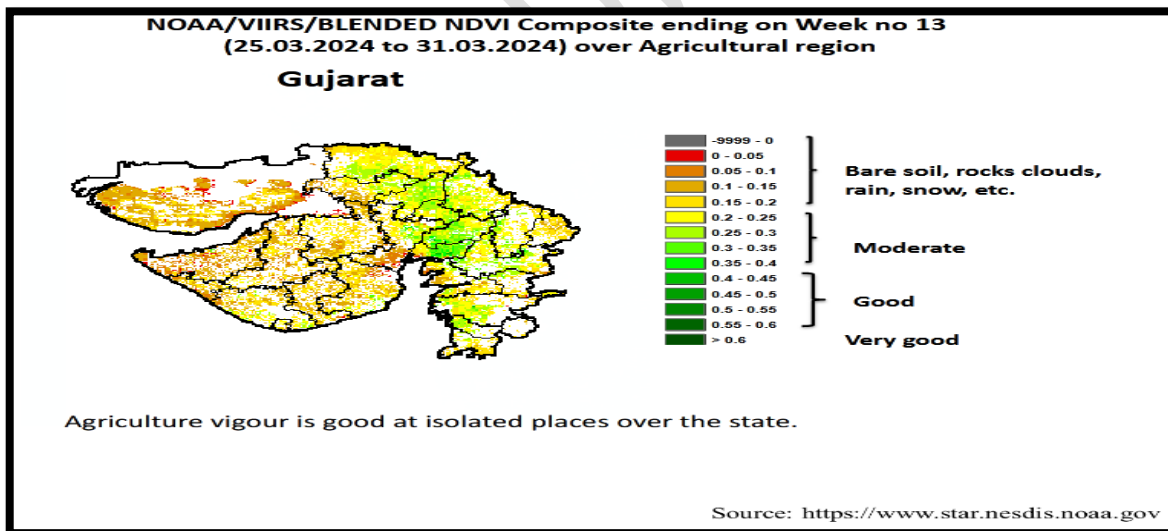 NOAA/VIIRS/BLENDED NDVI Composite ending on Week no 13
(25.03.2024 to 31.03.2024) over Agricultural region
Gujarat
-9999 - 0
0 - 0.05
0.05 - 0.1
0.1 - 0.15
0.15 - 0.2
0.2 - 0.25
0.25 - 0.3
0.3 - 0.35
0.35 - 0.4
0.4 - 0.45
0.45 - 0.5
0.5 - 0.55
0.55 - 0.6
> 0.6
Bare soil, rocks clouds,
rain, snow, etc.
Moderate
Good
Very good
Agriculture vigour is good at isolated places over the state.
Source: https://www.star.nesdis.noaa.gov